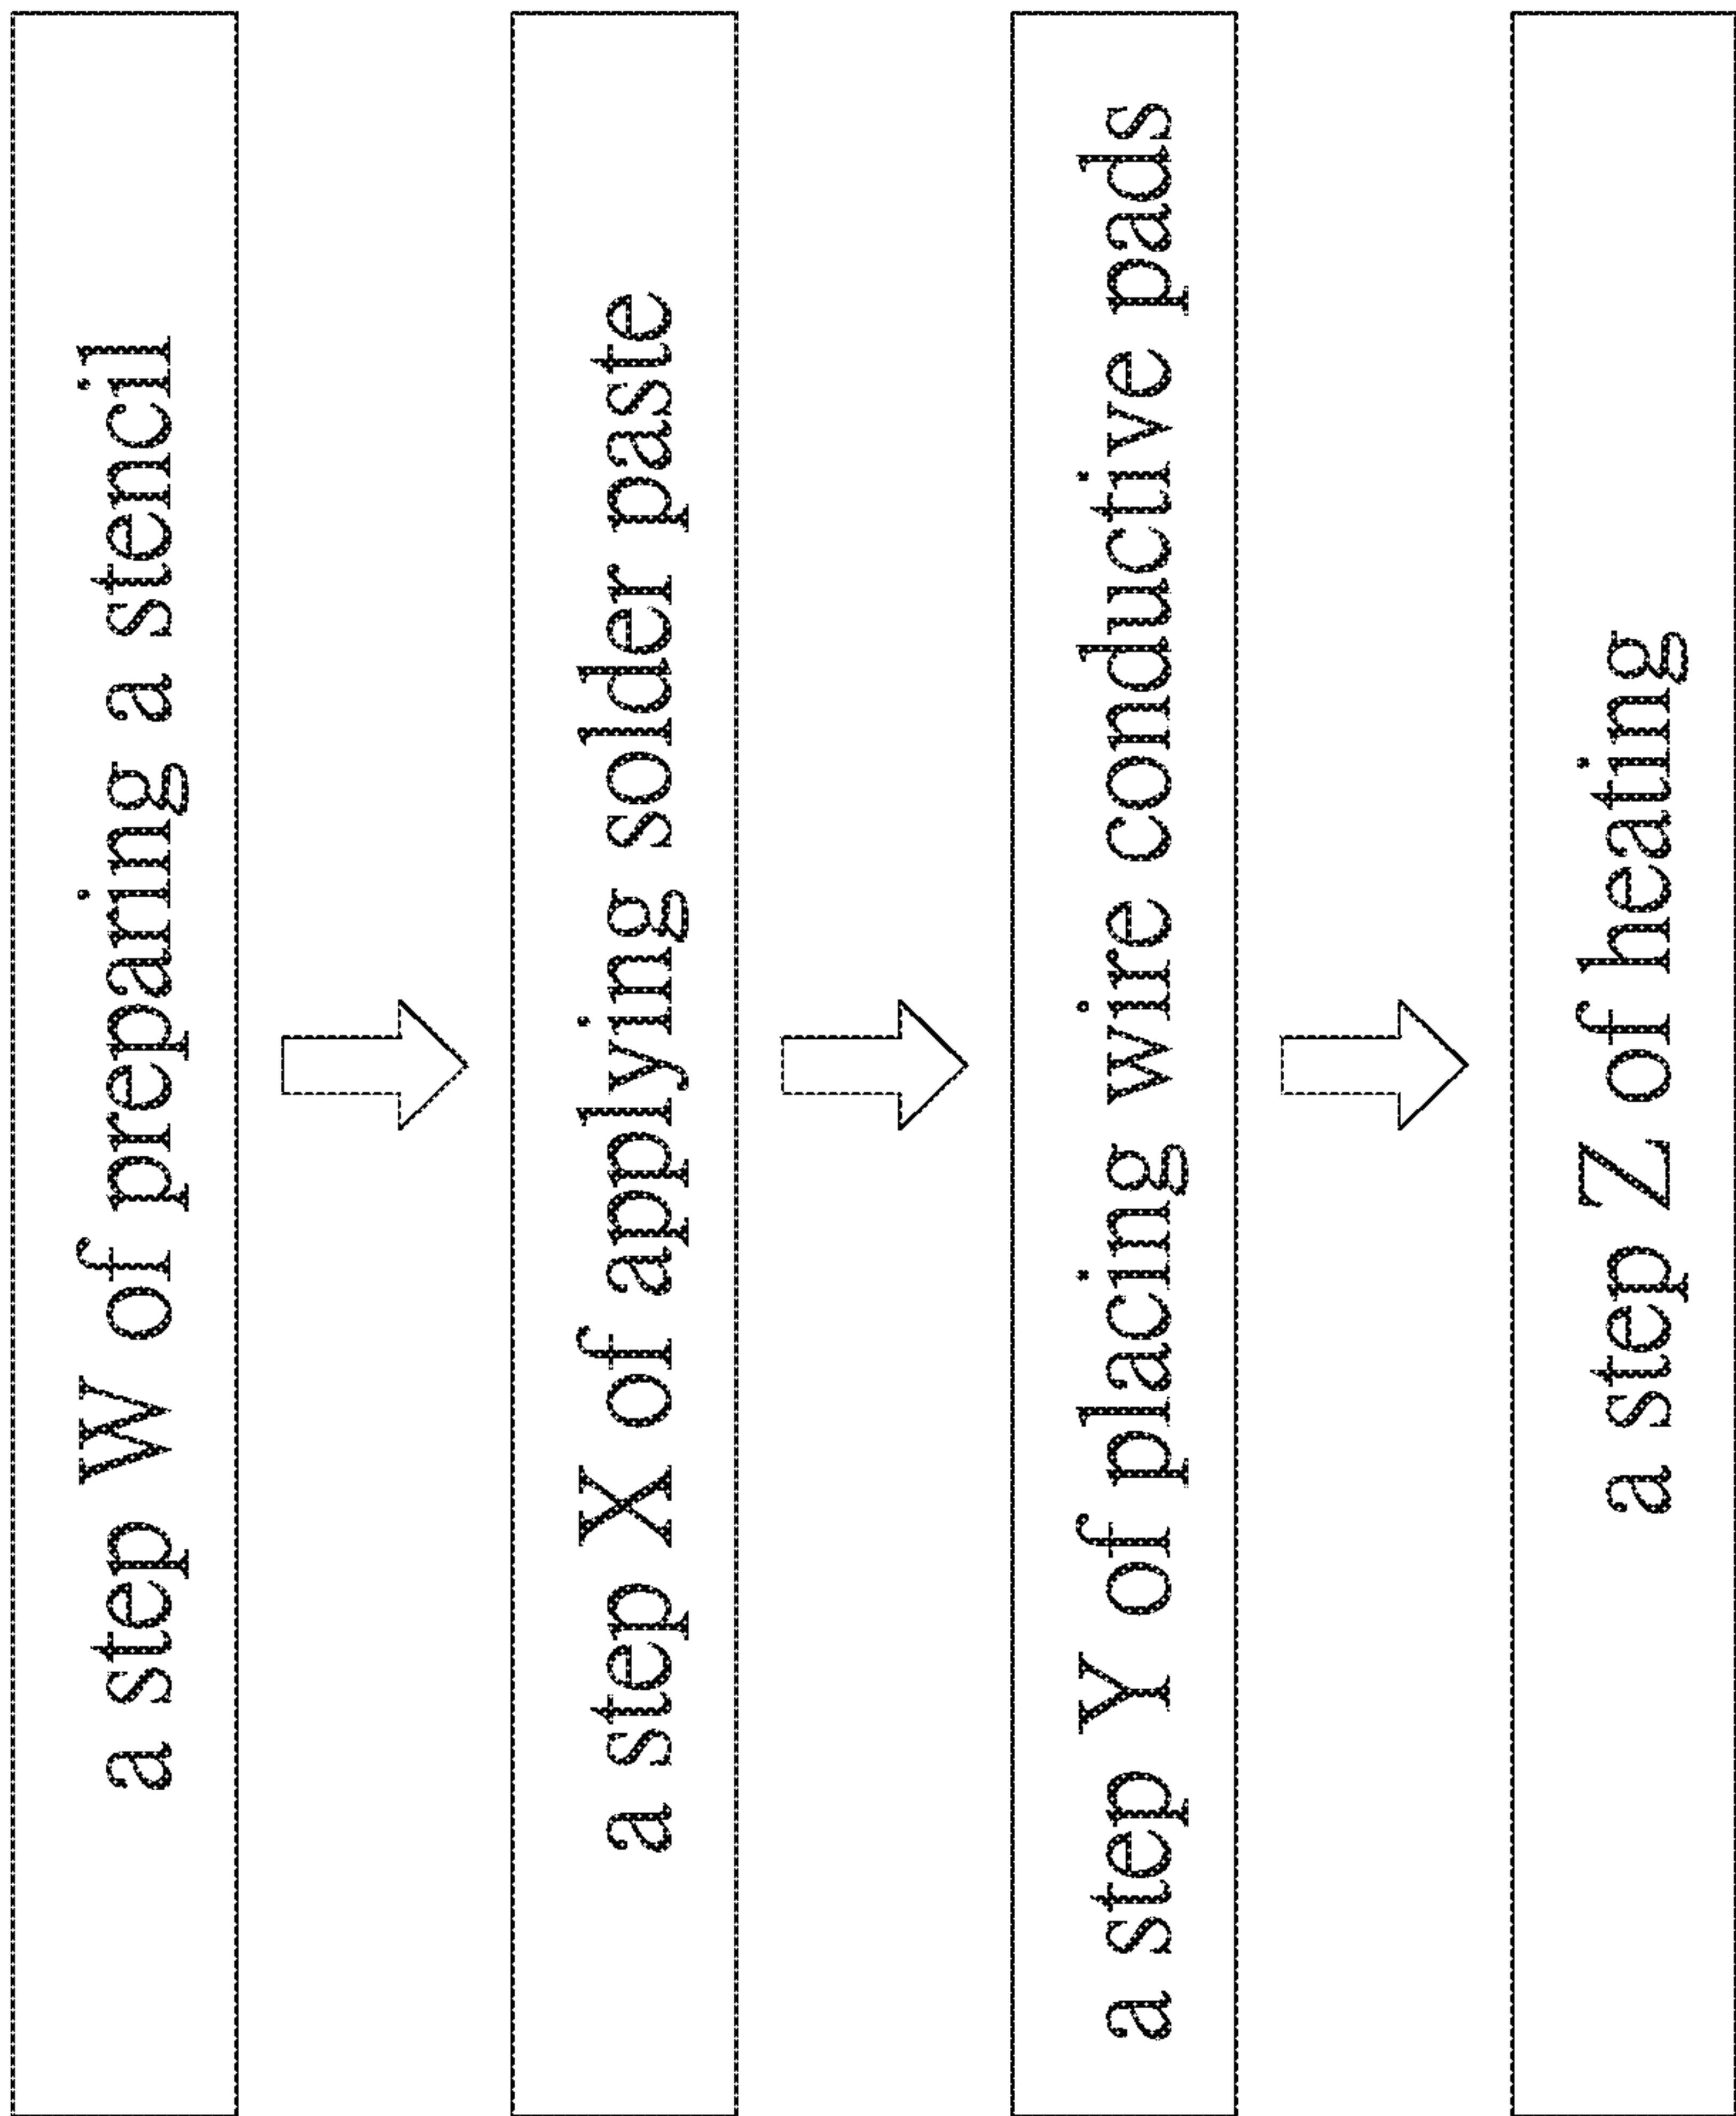 a step W of preparing a stencil
a step X of applying solder paste
a step Y of placing wire conductive pads
a step Z of heating